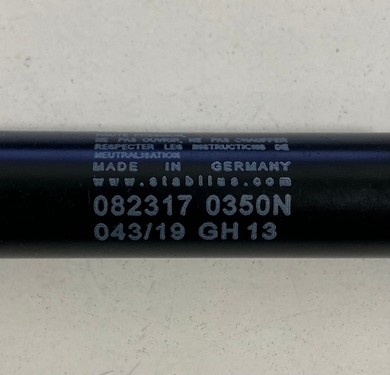 NE PAS OUVRIR, NE PAS CHAUFFER
RESPECTER LES INSTRUCTIONS DE
NEUTRALISATION
MADE IN GERMANY
www.stabilus.com
082317 0350N
043/19 GH 13